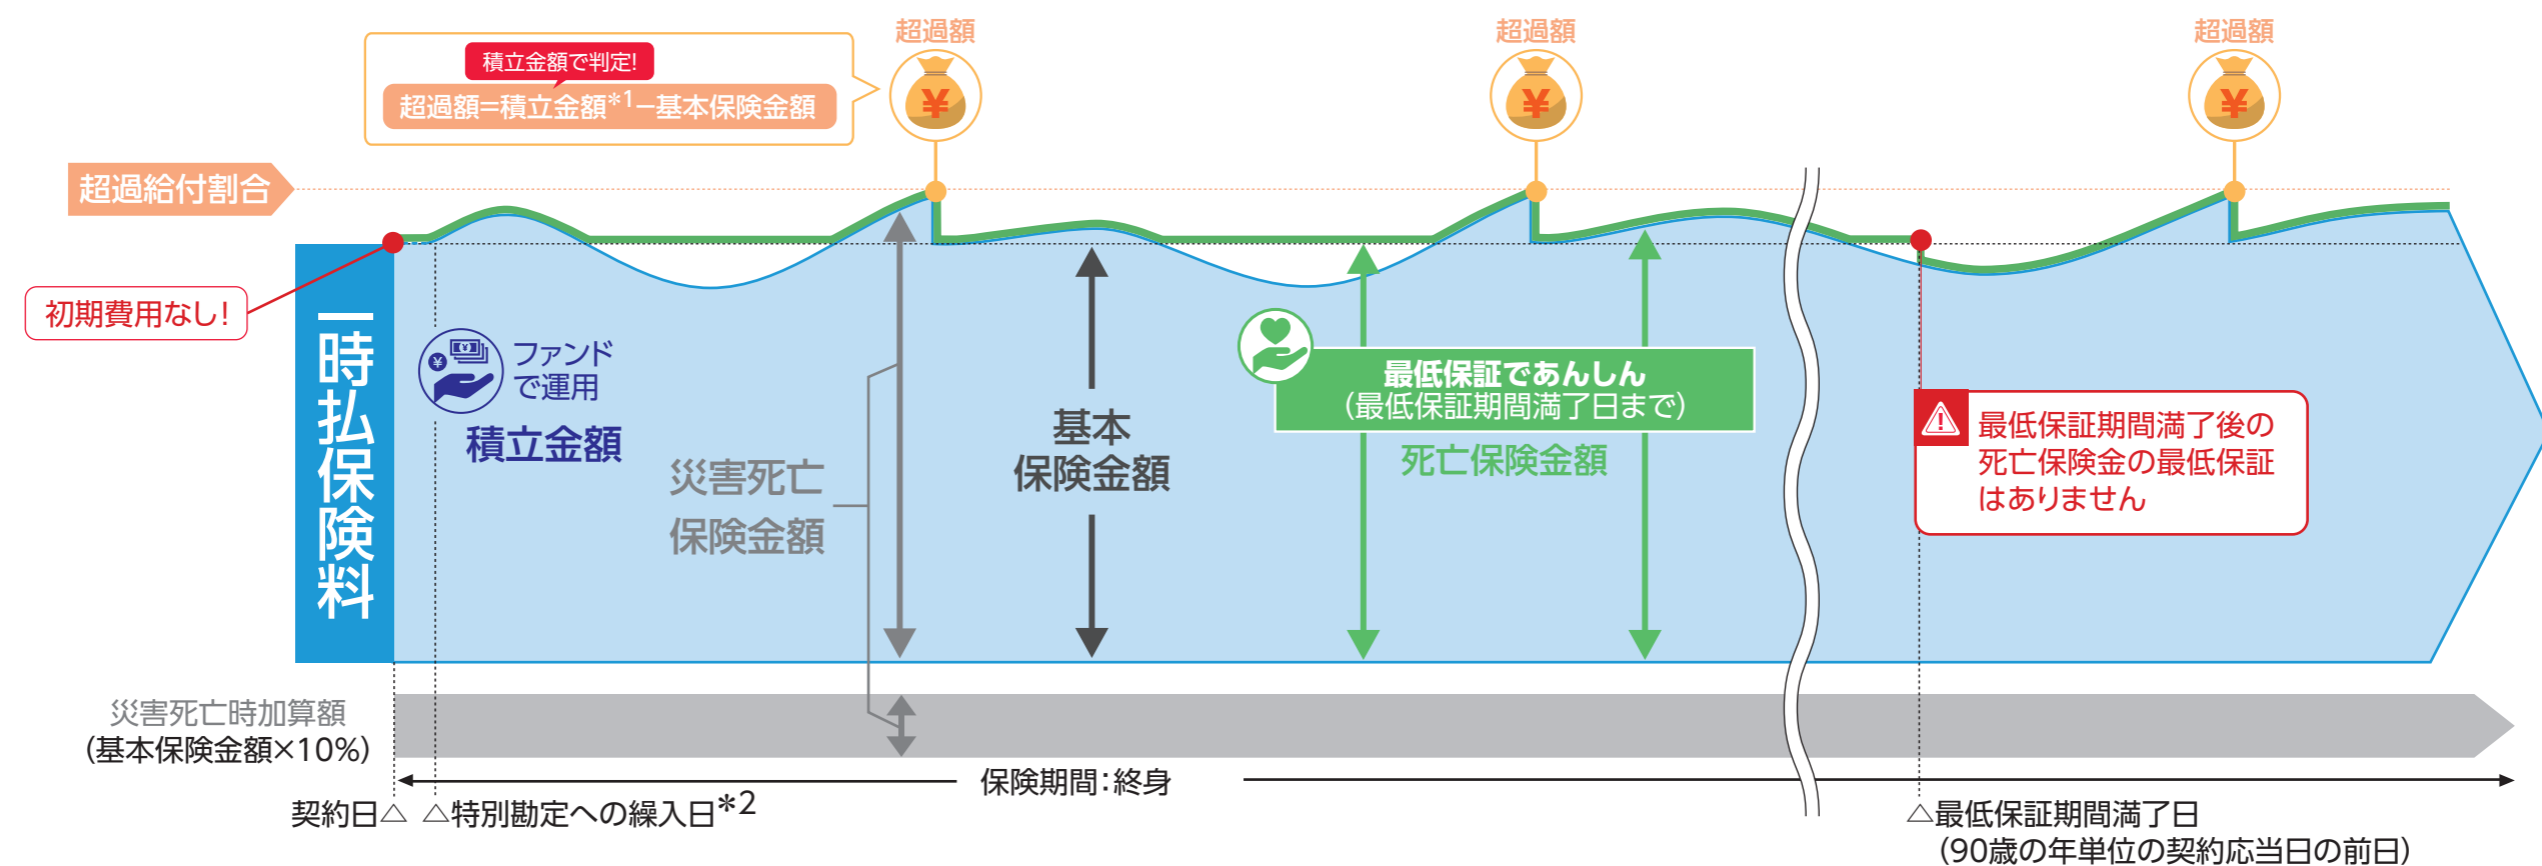 超過額
超過額
超過額
積立金額で判定!
超過額=積立金額*1−基本保険金額
¥
¥
¥
超過給付割合
初期費用なし!
一時払保険料
¥
¥
ファンド
で運用
積立金額
災害死亡
保険金額
基本
保険金額
最低保証であんしん
（最低保証期間満了日まで）
死亡保険金額
!
最低保証期間満了後の
死亡保険金の最低保証
はありません
災害死亡時加算額
（基本保険金額×10%）
保険期間：終身
契約日△
△特別勘定への繰入日*2
△最低保証期間満了日
（90歳の年単位の契約応当日の前日）